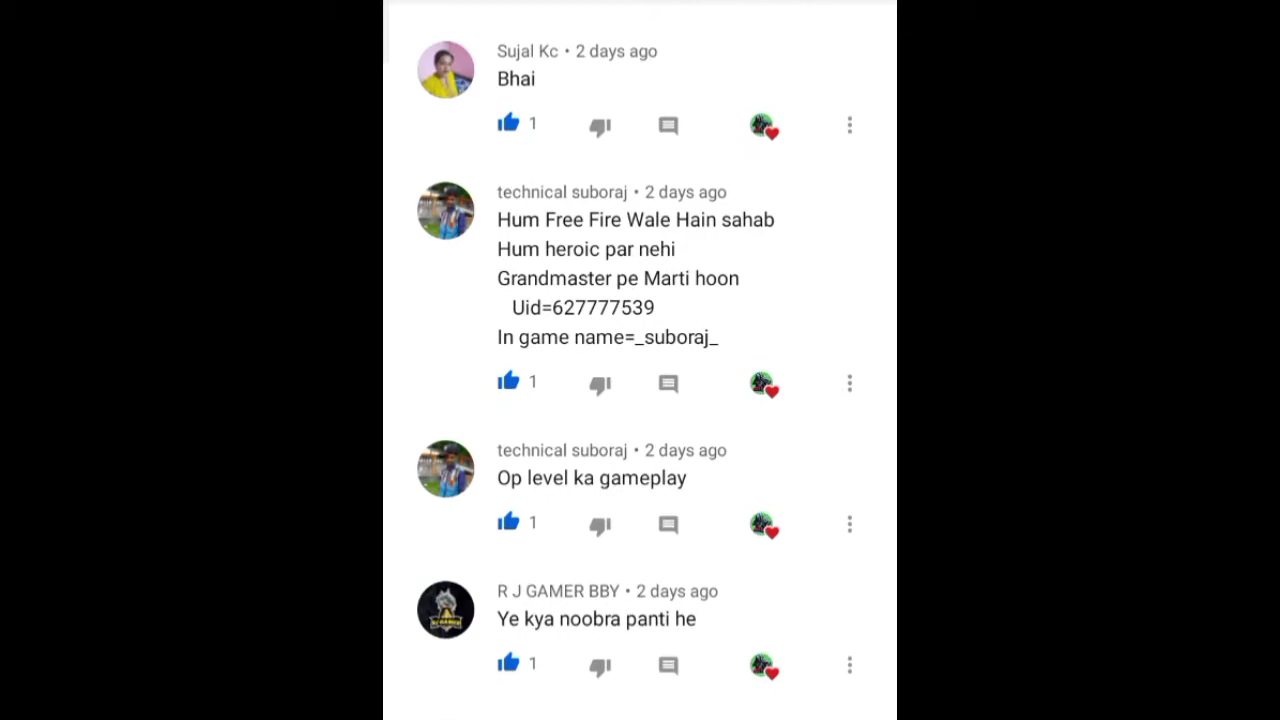 Sujal Kc • 2 days ago
Bhai
1
technical suboraj • 2 days ago
Hum Free Fire Wale Hain sahab
Hum heroic par nehi
Grandmaster pe Marti hoon
Uid=627777539
In game name=_suboraj_
1
technical suboraj • 2 days ago
Op level ka gameplay
1
R J GAMER BBY • 2 days ago
Ye kya noobra panti he
1